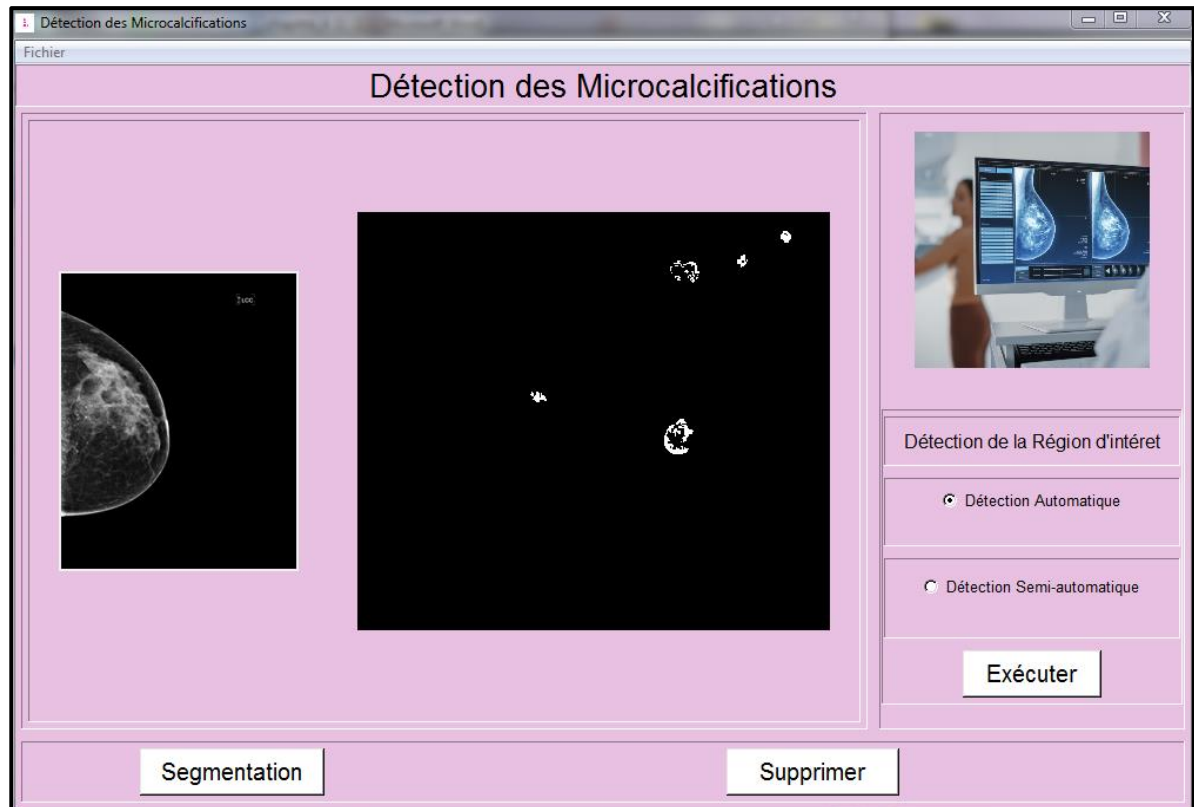 Détection des Microcalcifications
Fichier
Détection des Microcalcifications
Détection de la Région d'intéret
Détection Automatique
Détection Semi-automatique
Exécuter
Segmentation
Supprimer